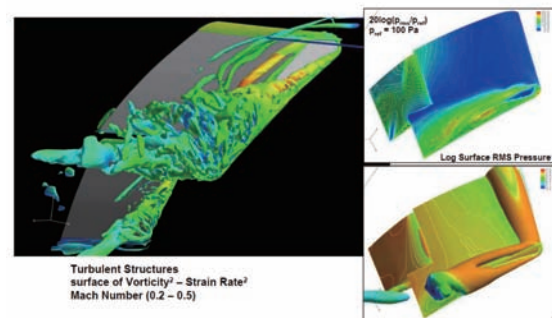 20log(prms/pref)
pref = 100 Pa
Log Surface RMS Pressure
Turbulent Structures
surface of Vorticity² – Strain Rate²
Mach Number (0.2 – 0.5)